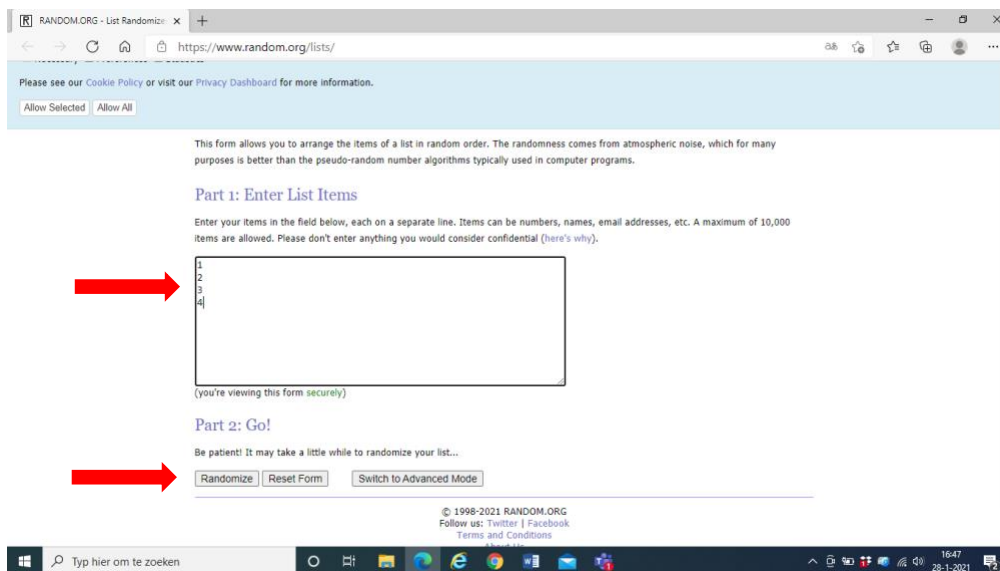 RANDOM.ORG - List Randomize
https://www.random.org/lists/
Please see our Cookie Policy or visit our Privacy Dashboard for more information.
Allow Selected Allow All
This form allows you to arrange the items of a list in random order. The randomness comes from atmospheric noise, which for many
purposes is better than the pseudo-random number algorithms typically used in computer programs.
Part 1: Enter List Items
Enter your items in the field below, each on a separate line. Items can be numbers, names, email addresses, etc. A maximum of 10,000
items are allowed. Please don't enter anything you would consider confidential (here's why).
1
2
3
4
(you're viewing this form securely)
Part 2: Go!
Be patient! It may take a little while to randomize your list...
Randomize Reset Form Switch to Advanced Mode
© 1998-2021 RANDOM.ORG
Follow us: Twitter | Facebook
Terms and Conditions
Typ hier om te zoeken
16:47
28-1-2021